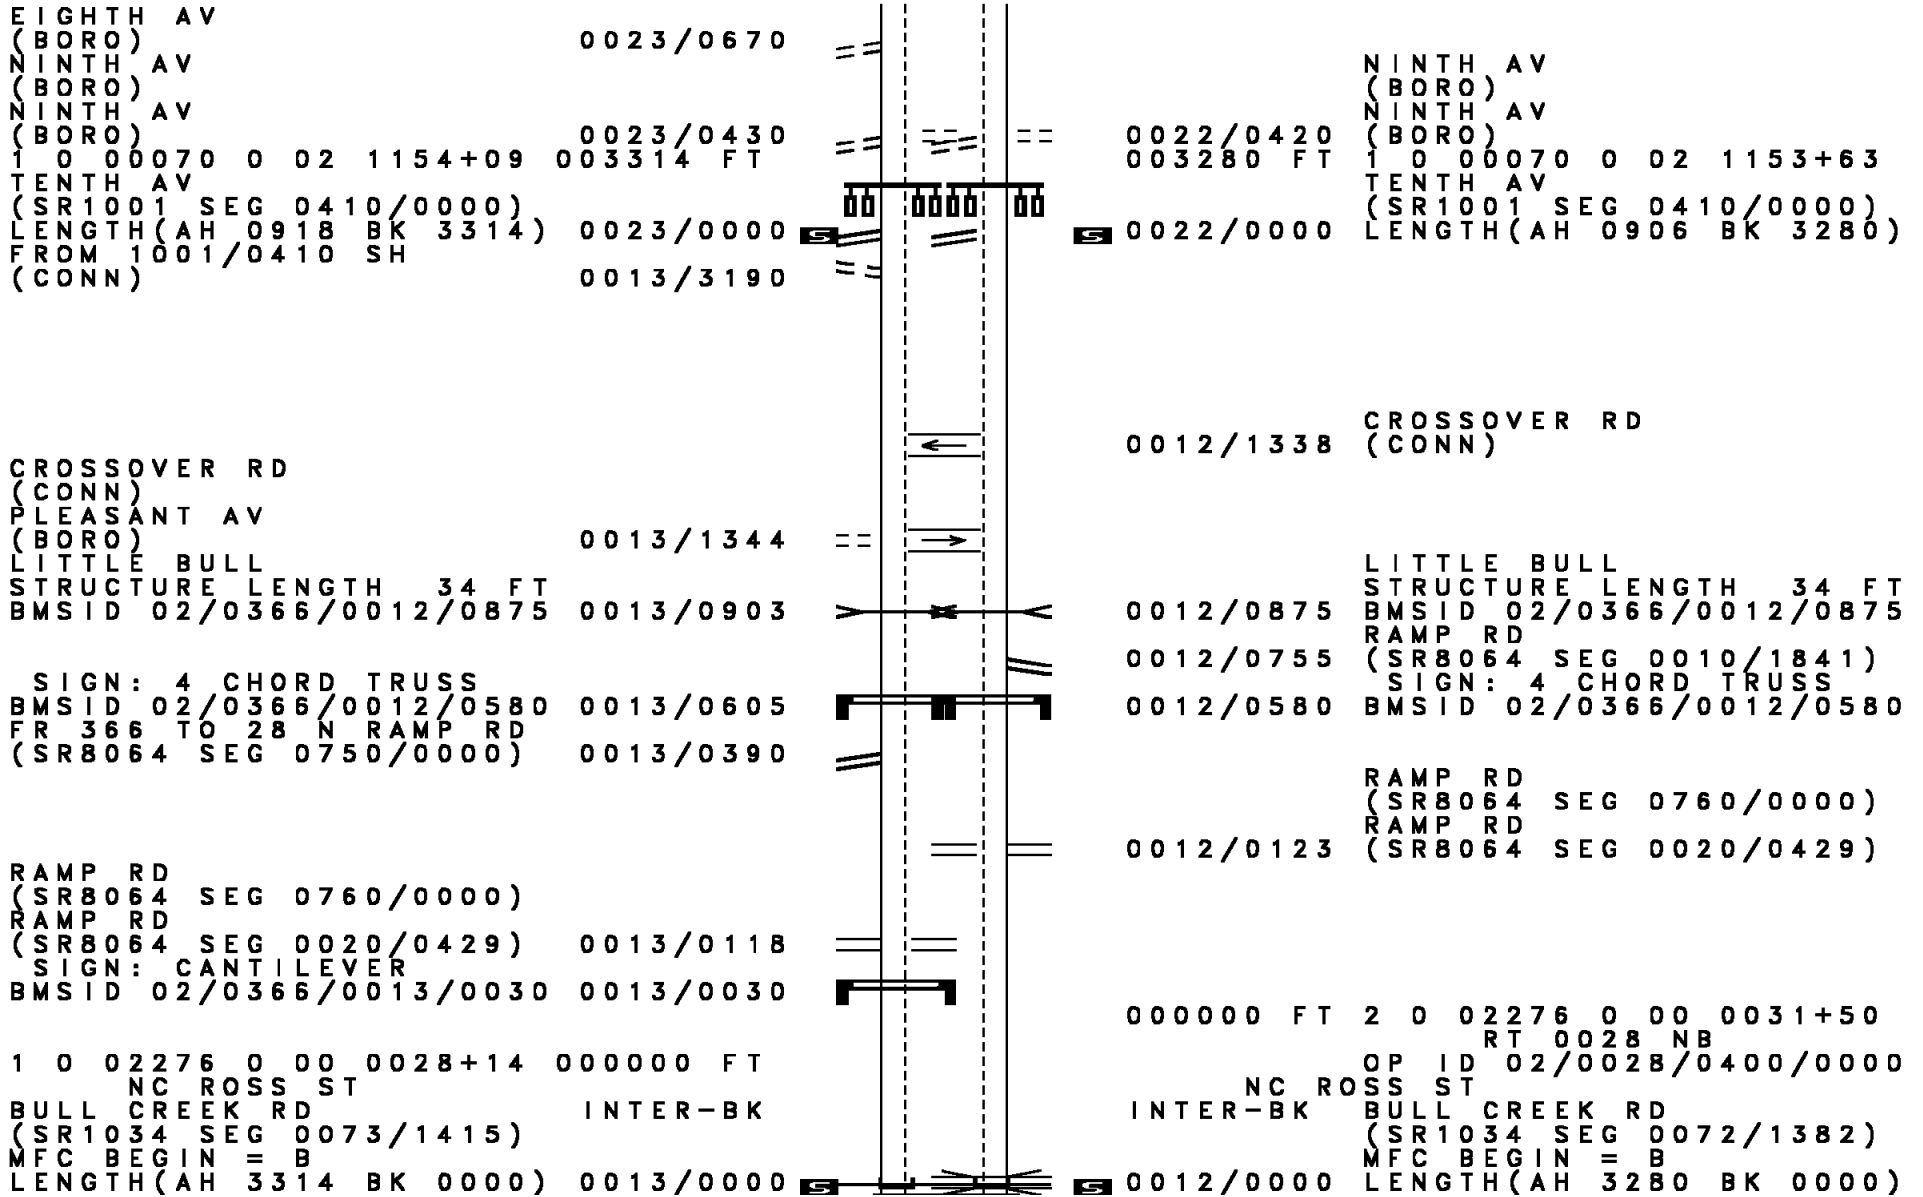 EIGHTH AV
(BORO) 0023/0670
NINTH AV NINTH AV
(BORO) (BORO)
NINTH AV NINTH AV
(BORO) 0023/0430 0022/0420 (BORO)
1 0 00070 0 02 1154+09 003314 FT 003280 FT 1 0 00070 0 02 1153+63
TENTH AV TENTH AV
(SR1001 SEG 0410/0000) (SR1001 SEG 0410/0000)
LENGTH(AH 0918 BK 3314) 0023/0000 S S 0022/0000 LENGTH(AH 0906 BK 3280)
FROM 1001/0410 SH
(CONN) 0013/3190
CROSSOVER RD
0012/1338 (CONN)
CROSSOVER RD
(CONN)
PLEASANT AV
(BORO) 0013/1344
LITTLE BULL LITTLE BULL
STRUCTURE LENGTH 34 FT STRUCTURE LENGTH 34 FT
BMSID 02/0366/0012/0875 0013/0903 0012/0875 BMSID 02/0366/0012/0875
RAMP RD
0012/0755 (SR8064 SEG 0010/1841)
SIGN: 4 CHORD TRUSS SIGN: 4 CHORD TRUSS
BMSID 02/0366/0012/0580 0013/0605 0012/0580 BMSID 02/0366/0012/0580
FR 366 TO 28 N RAMP RD
(SR8064 SEG 0750/0000) 0013/0390
RAMP RD
(SR8064 SEG 0760/0000)
RAMP RD
0012/0123 (SR8064 SEG 0020/0429)
RAMP RD
(SR8064 SEG 0760/0000)
RAMP RD
(SR8064 SEG 0020/0429) 0013/0118
SIGN: CANTILEVER
BMSID 02/0366/0013/0030 0013/0030
000000 FT 2 0 02276 0 00 0031+50
RT 0028 NB
1 0 02276 0 00 0028+14 000000 FT OP ID 02/0028/0400/0000
NC ROSS ST NC ROSS ST
BULL CREEK RD INTER-BK INTER-BK BULL CREEK RD
(SR1034 SEG 0073/1415) (SR1034 SEG 0072/1382)
MFC BEGIN = B MFC BEGIN = B
LENGTH(AH 3314 BK 0000) 0013/0000 S S 0012/0000 LENGTH(AH 3280 BK 0000)